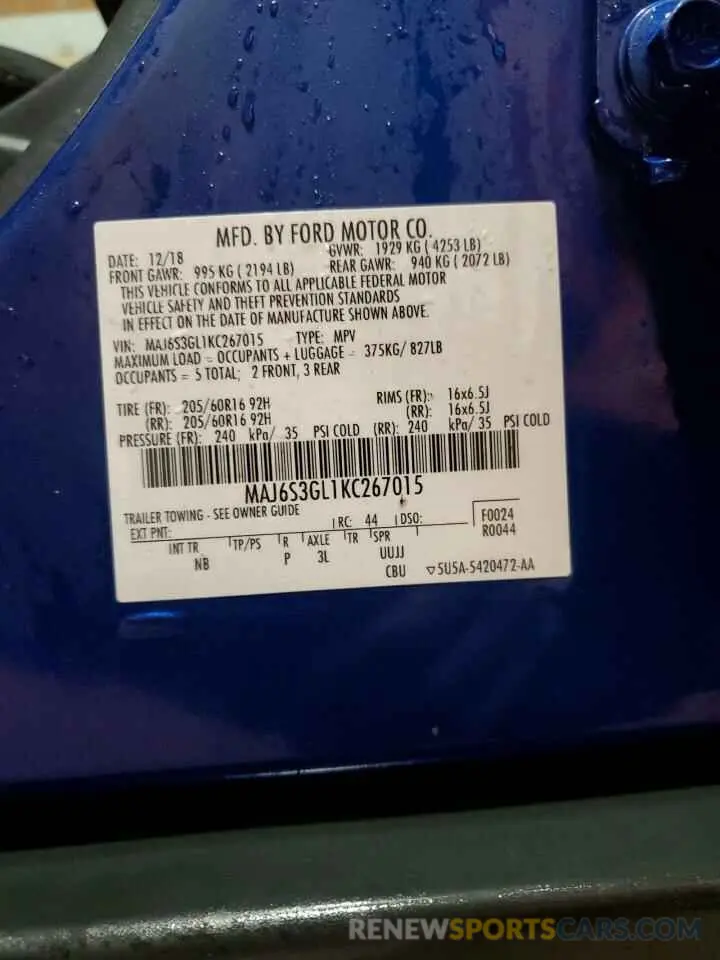 MFD. BY FORD MOTOR CO.
DATE: 12/18 GVWR: 1929 KG ( 4253 LB)
FRONT GAWR: 995 KG ( 2194 LB) REAR GAWR: 940 KG ( 2072 LB)
THIS VEHICLE CONFORMS TO ALL APPLICABLE FEDERAL MOTOR
VEHICLE SAFETY AND THEFT PREVENTION STANDARDS
IN EFFECT ON THE DATE OF MANUFACTURE SHOWN ABOVE.
VIN: MAJ6S3GL1KC267015 TYPE: MPV
MAXIMUM LOAD = OCCUPANTS + LUGGAGE = 375KG/ 827LB
OCCUPANTS = 5 TOTAL; 2 FRONT, 3 REAR
TIRE (FR): 205/60R16 92H RIMS (FR): 16x6.5J
(RR): 205/60R16 92H (RR): 16x6.5J
PRESSURE (FR): 240 kPa/ 35 PSI COLD (RR): 240 kPa/ 35 PSI COLD
MAJ6S3GL1KC267015
TRAILER TOWING - SEE OWNER GUIDE
EXT PNT: RC: 44 DSO: F0024
R0044
INT TR TP/PS R AXLE TR SPR
NB P 3L UUJJ
CBU ▽5U5A-5420472-AA
RENEWSPORTSCARS.COM